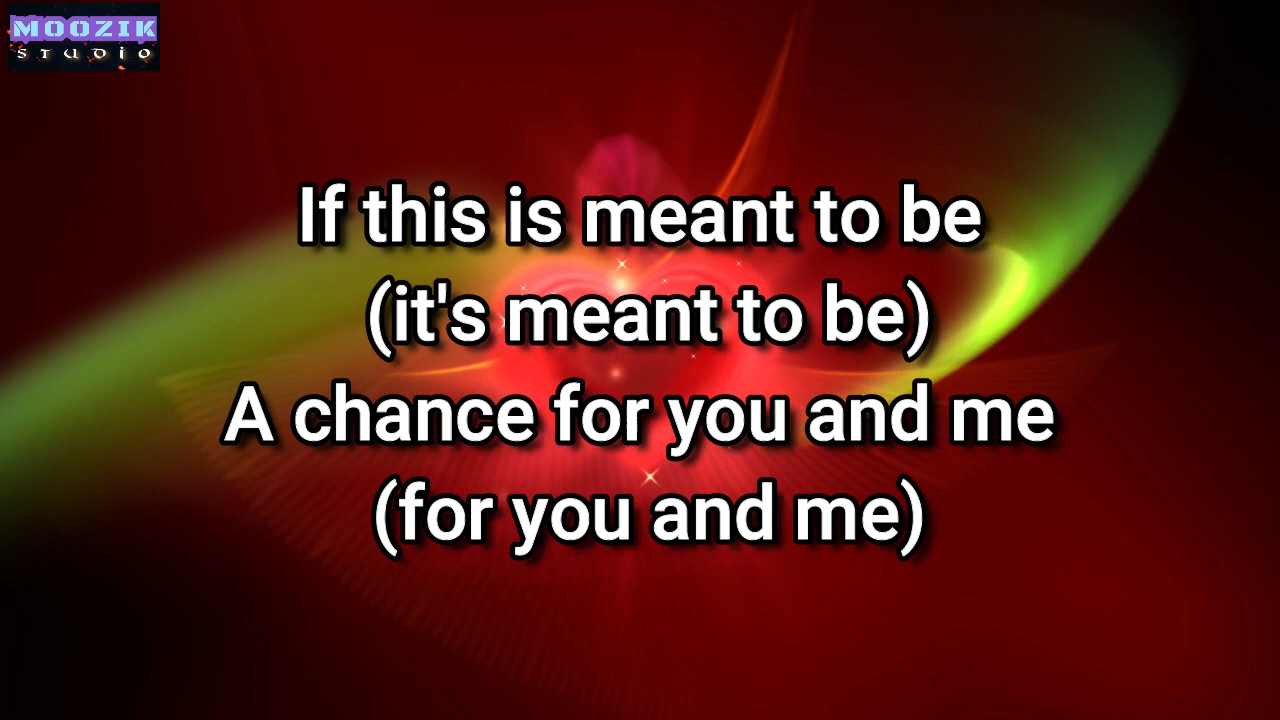 MOOZIK
STUDIO
If this is meant to be
(it's meant to be)
A chance for you and me
(for you and me)